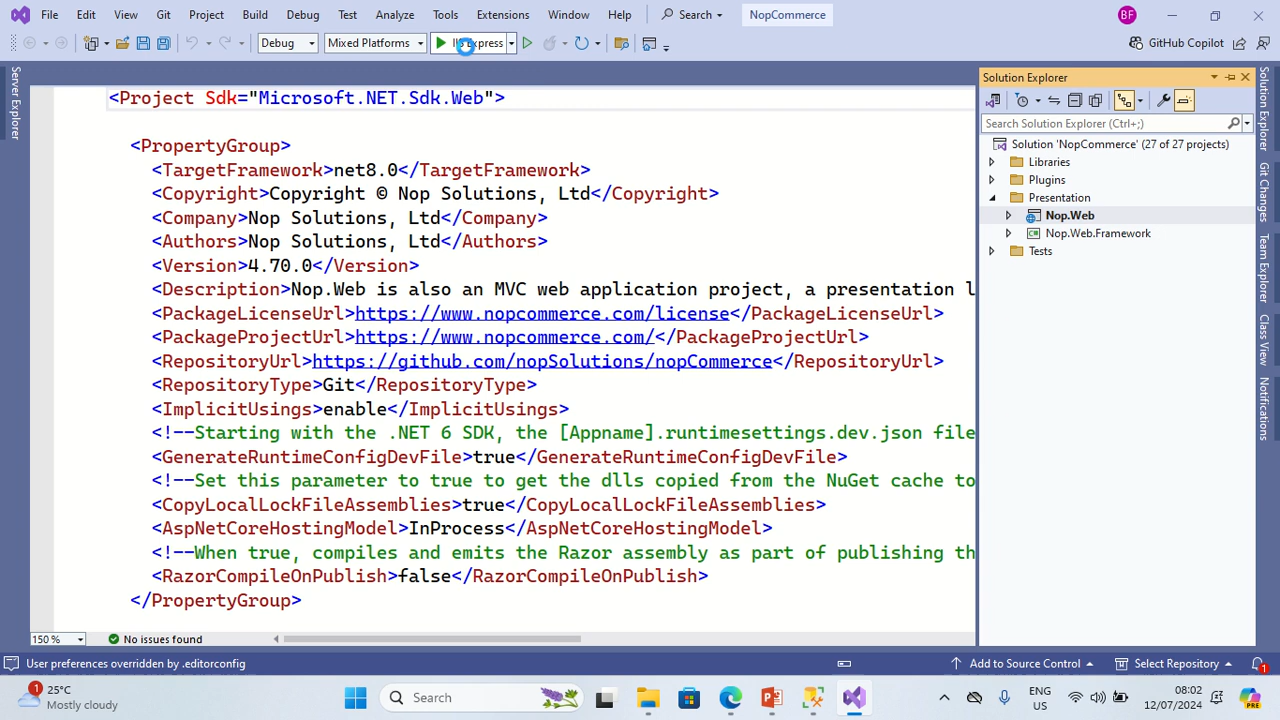 File Edit View Git Project Build Debug Test Analyze Tools Extensions Window Help Search NopCommerce BF
Debug Mixed Platforms IIS Express GitHub Copilot
Server Explorer
<Project Sdk="Microsoft.NET.Sdk.Web">
<PropertyGroup>
<TargetFramework>net8.0</TargetFramework>
<Copyright>Copyright © Nop Solutions, Ltd</Copyright>
<Company>Nop Solutions, Ltd</Company>
<Authors>Nop Solutions, Ltd</Authors>
<Version>4.70.0</Version>
<Description>Nop.Web is also an MVC web application project, a presentation l
<PackageLicenseUrl>https://www.nopcommerce.com/license</PackageLicenseUrl>
<PackageProjectUrl>https://www.nopcommerce.com/</PackageProjectUrl>
<RepositoryUrl>https://github.com/nopSolutions/nopCommerce</RepositoryUrl>
<RepositoryType>Git</RepositoryType>
<ImplicitUsings>enable</ImplicitUsings>
<!--Starting with the .NET 6 SDK, the [Appname].runtimesettings.dev.json file
<GenerateRuntimeConfigDevFile>true</GenerateRuntimeConfigDevFile>
<!--Set this parameter to true to get the dlls copied from the NuGet cache to
<CopyLocalLockFileAssemblies>true</CopyLocalLockFileAssemblies>
<AspNetCoreHostingModel>InProcess</AspNetCoreHostingModel>
<!--When true, compiles and emits the Razor assembly as part of publishing th
<RazorCompileOnPublish>false</RazorCompileOnPublish>
</PropertyGroup>
150 % No issues found
Solution Explorer
Search Solution Explorer (Ctrl+;)
Solution 'NopCommerce' (27 of 27 projects)
Libraries
Plugins
Presentation
Nop.Web
Nop.Web.Framework
Tests
Solution Explorer
Git Changes
Team Explorer
Class View
Notifications
User preferences overridden by .editorconfig Add to Source Control Select Repository 1
1 25°C
Mostly cloudy
Search
ENG
US
08:02
12/07/2024
PRE